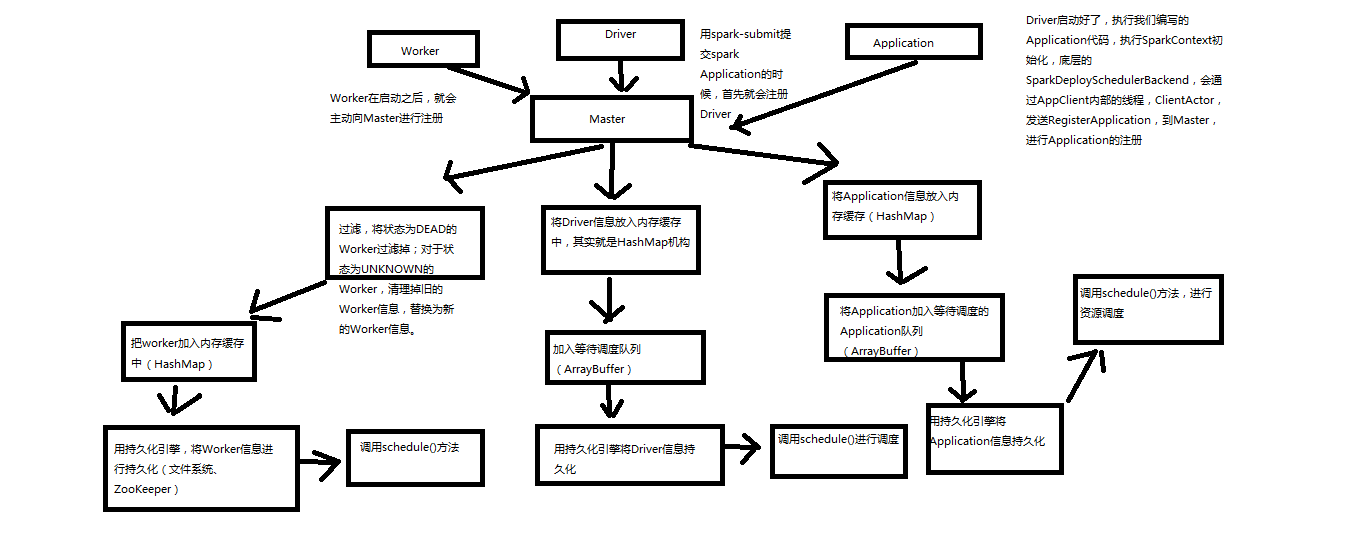 Worker
Driver
Application
Worker在启动之后，就会
主动向Master进行注册
用spark-submit提
交spark
Application的时
候，首先就会注册
Driver
Driver启动好了，执行我们编写的
Application代码，执行SparkContext初
始化，底层的
SparkDeploySchedulerBackend，会通
过AppClient内部的线程，ClientActor，
发送RegisterApplication，到Master，
进行Application的注册
Master
过滤，将状态为DEAD的
Worker过滤掉；对于状
态为UNKNOWN的
Worker，清理掉旧的
Worker信息，替换为新
的Worker信息。
把worker加入内存缓存
中（HashMap）
用持久化引擎，将Worker信息进
行持久化（文件系统、
ZooKeeper）
调用schedule()方法
将Driver信息放入内存缓存
中，其实就是HashMap机构
加入等待调度队列
（ArrayBuffer）
用持久化引擎将Driver信息持
久化
调用schedule()进行调度
将Application信息放入内
存缓存（HashMap）
将Application加入等待调度的
Application队列
（ArrayBuffer）
用持久化引擎将
Application信息持久化
调用schedule()方法，进行
资源调度